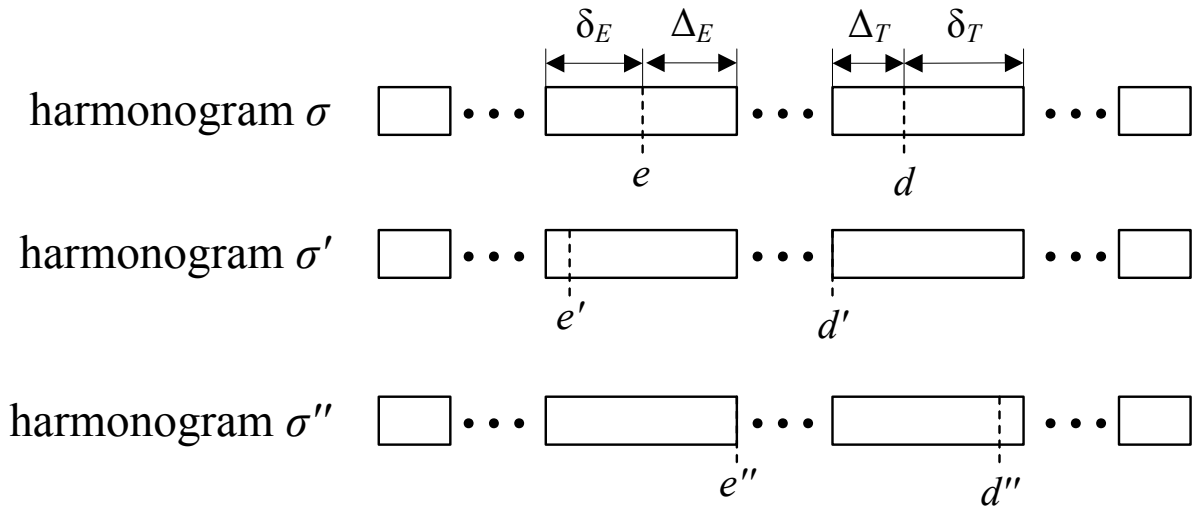 δ_E Δ_E Δ_T δ_T
harmonogram σ
e d
harmonogram σ′
e′ d′
harmonogram σ″
e″ d″